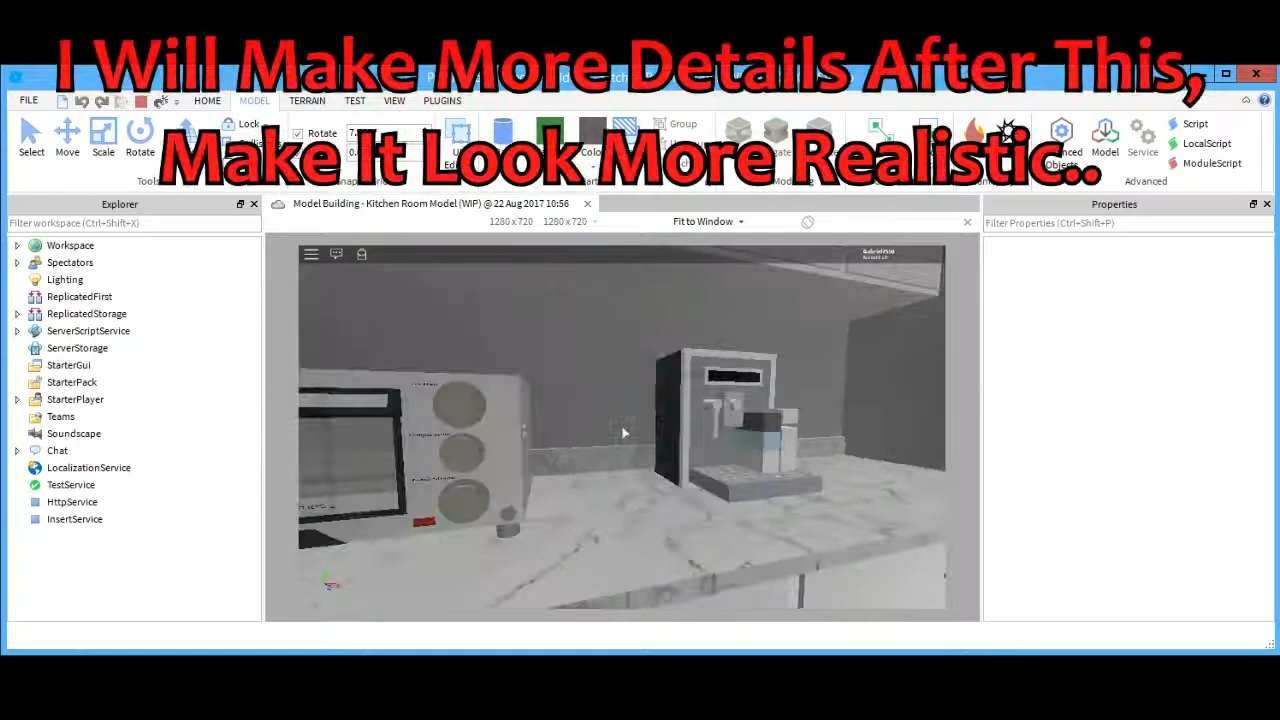 I Will Make More Details After This,
Make It Look More Realistic..
FILE HOME MODEL TERRAIN TEST VIEW PLUGINS
Select Move Scale Rotate
Lock
Rotate
Group
Model Service
Script
LocalScript
ModuleScript
Advanced
Explorer
Filter workspace (Ctrl+Shift+X)
Workspace
Spectators
Lighting
ReplicatedFirst
ReplicatedStorage
ServerScriptService
ServerStorage
StarterGui
StarterPack
StarterPlayer
Teams
Soundscape
Chat
LocalizationService
TestService
HttpService
InsertService
Model Building - Kitchen Room Model (WIP) @ 22 Aug 2017 10:56
1280x720 1280x720 Fit to Window
Properties
Filter Properties (Ctrl+Shift+P)